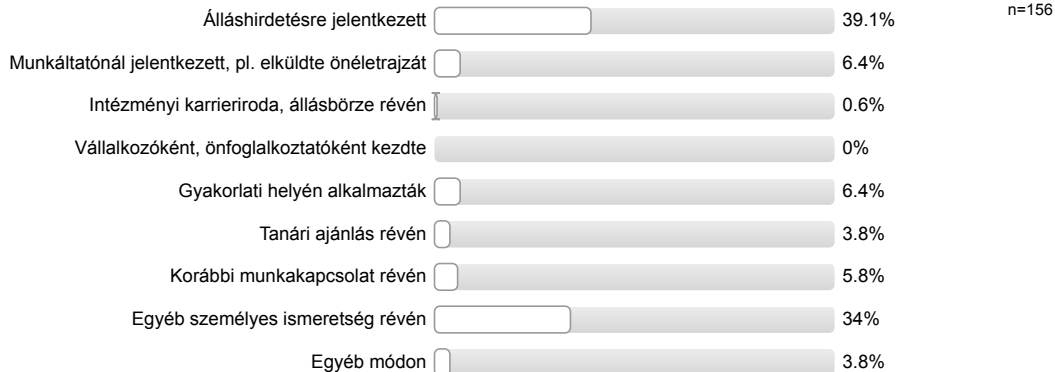 Álláshirdetésre jelentkezett 39.1% n=156
Munkáltatónál jelentkezett, pl. elküldte önéletrajzát 6.4%
Intézményi karrieriroda, állásbörze révén 0.6%
Vállalkozóként, önfoglalkoztatóként kezdte 0%
Gyakorlati helyén alkalmazták 6.4%
Tanári ajánlás révén 3.8%
Korábbi munkakapcsolat révén 5.8%
Egyéb személyes ismeretség révén 34%
Egyéb módon 3.8%